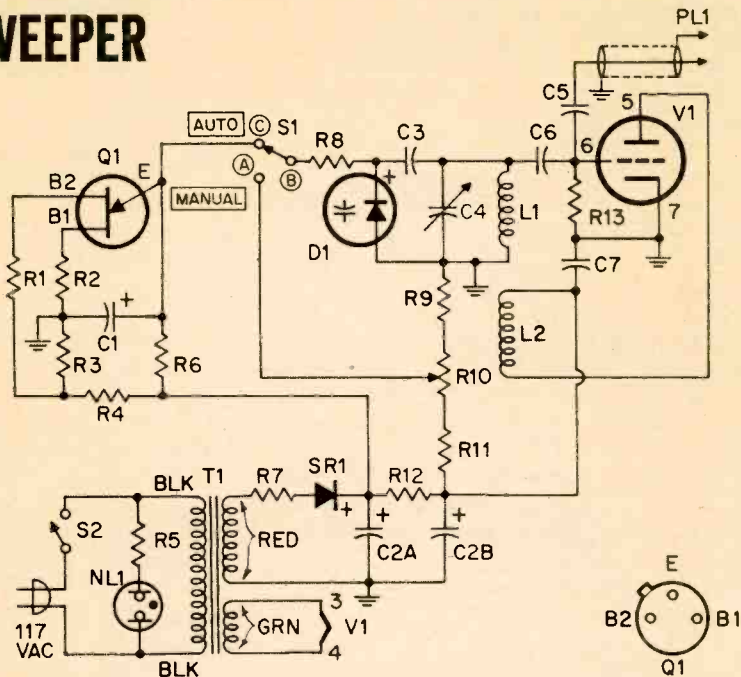 WEEPER
PL1
C5
5
V1
AUTO
C
S1
R8
C3
C6
6
Q1
E
A
B
B2
MANUAL
B1
C4
L1
R13
7
D1
R1
R2
C7
R9
C1
L2
R3
R6
R10
R4
R11
BLK
T1
R7
SR1
R12
S2
R5
RED
C2A
C2B
NL1
3
E
GRN
V1
B2
B1
117
VAC
4
BLK
Q1